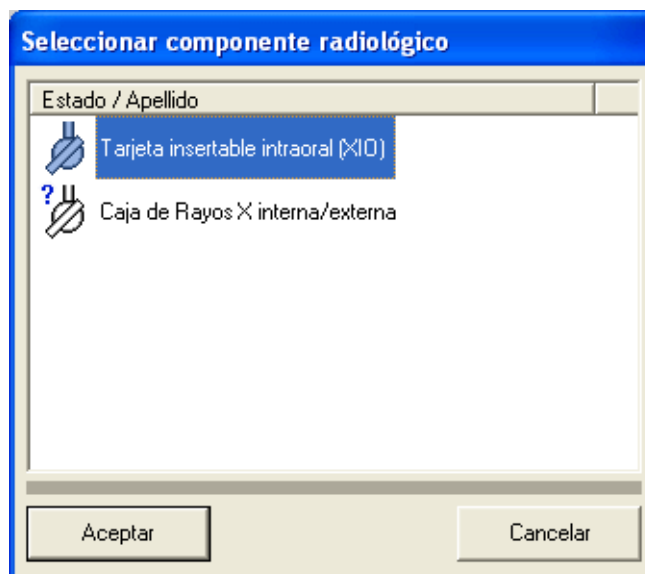 Seleccionar componente radiológico
Estado / Apellido
Tarjeta insertable intraoral (XIO)
?
Caja de Rayos X interna/externa
Aceptar
Cancelar